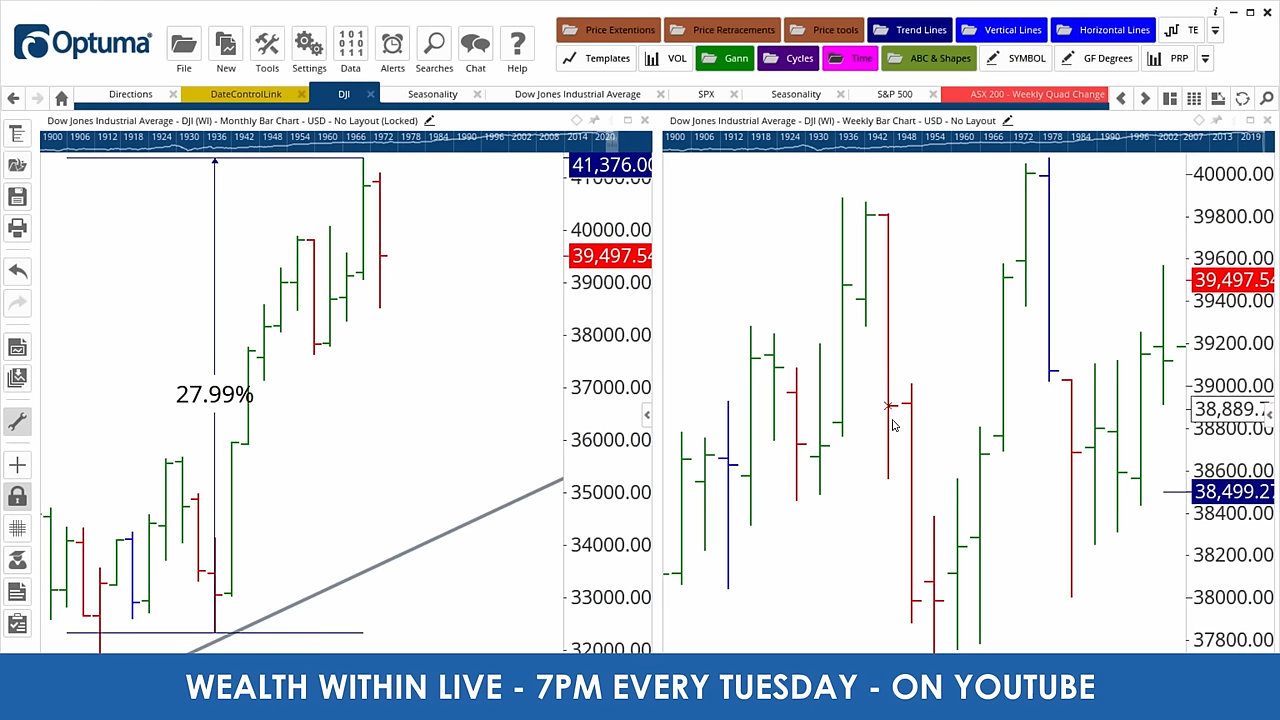 Optuma
File
New
Tools
Settings
Data
Alerts
Searches
Chat
Help
Price Extentions
Price Retracements
Price tools
Trend Lines
Vertical Lines
Horizontal Lines
TE
Templates
VOL
Gann
Cycles
Time
ABC & Shapes
SYMBOL
GF Degrees
PRP
Directions
DateControlLink
DJI
Seasonality
Dow Jones Industrial Average
SPX
Seasonality
S&P 500
ASX 200 - Weekly Quad Change
Dow Jones Industrial Average - DJI (WI) - Monthly Bar Chart - USD - No Layout (Locked)
1900 1906 1912 1918 1924 1930 1936 1942 1948 1954 1960 1966 1972 1978 1984 1990 1996 2002 2008 2014 2020
41,376.00
41000.00
40000.00
39,497.54
39000.00
38000.00
37000.00
36000.00
35000.00
34000.00
33000.00
32000.00
27.99%
Dow Jones Industrial Average - DJI (WI) - Weekly Bar Chart - USD - No Layout
1900 1906 1912 1918 1924 1930 1936 1942 1948 1954 1960 1966 1972 1978 1984 1990 1996 2002 2007 2013 2019
40000.00
39800.00
39600.00
39,497.54
39400.00
39200.00
39000.00
38,889.
38800.00
38600.00
38,499.27
38400.00
38200.00
38000.00
37800.00
WEALTH WITHIN LIVE - 7PM EVERY TUESDAY - ON YOUTUBE